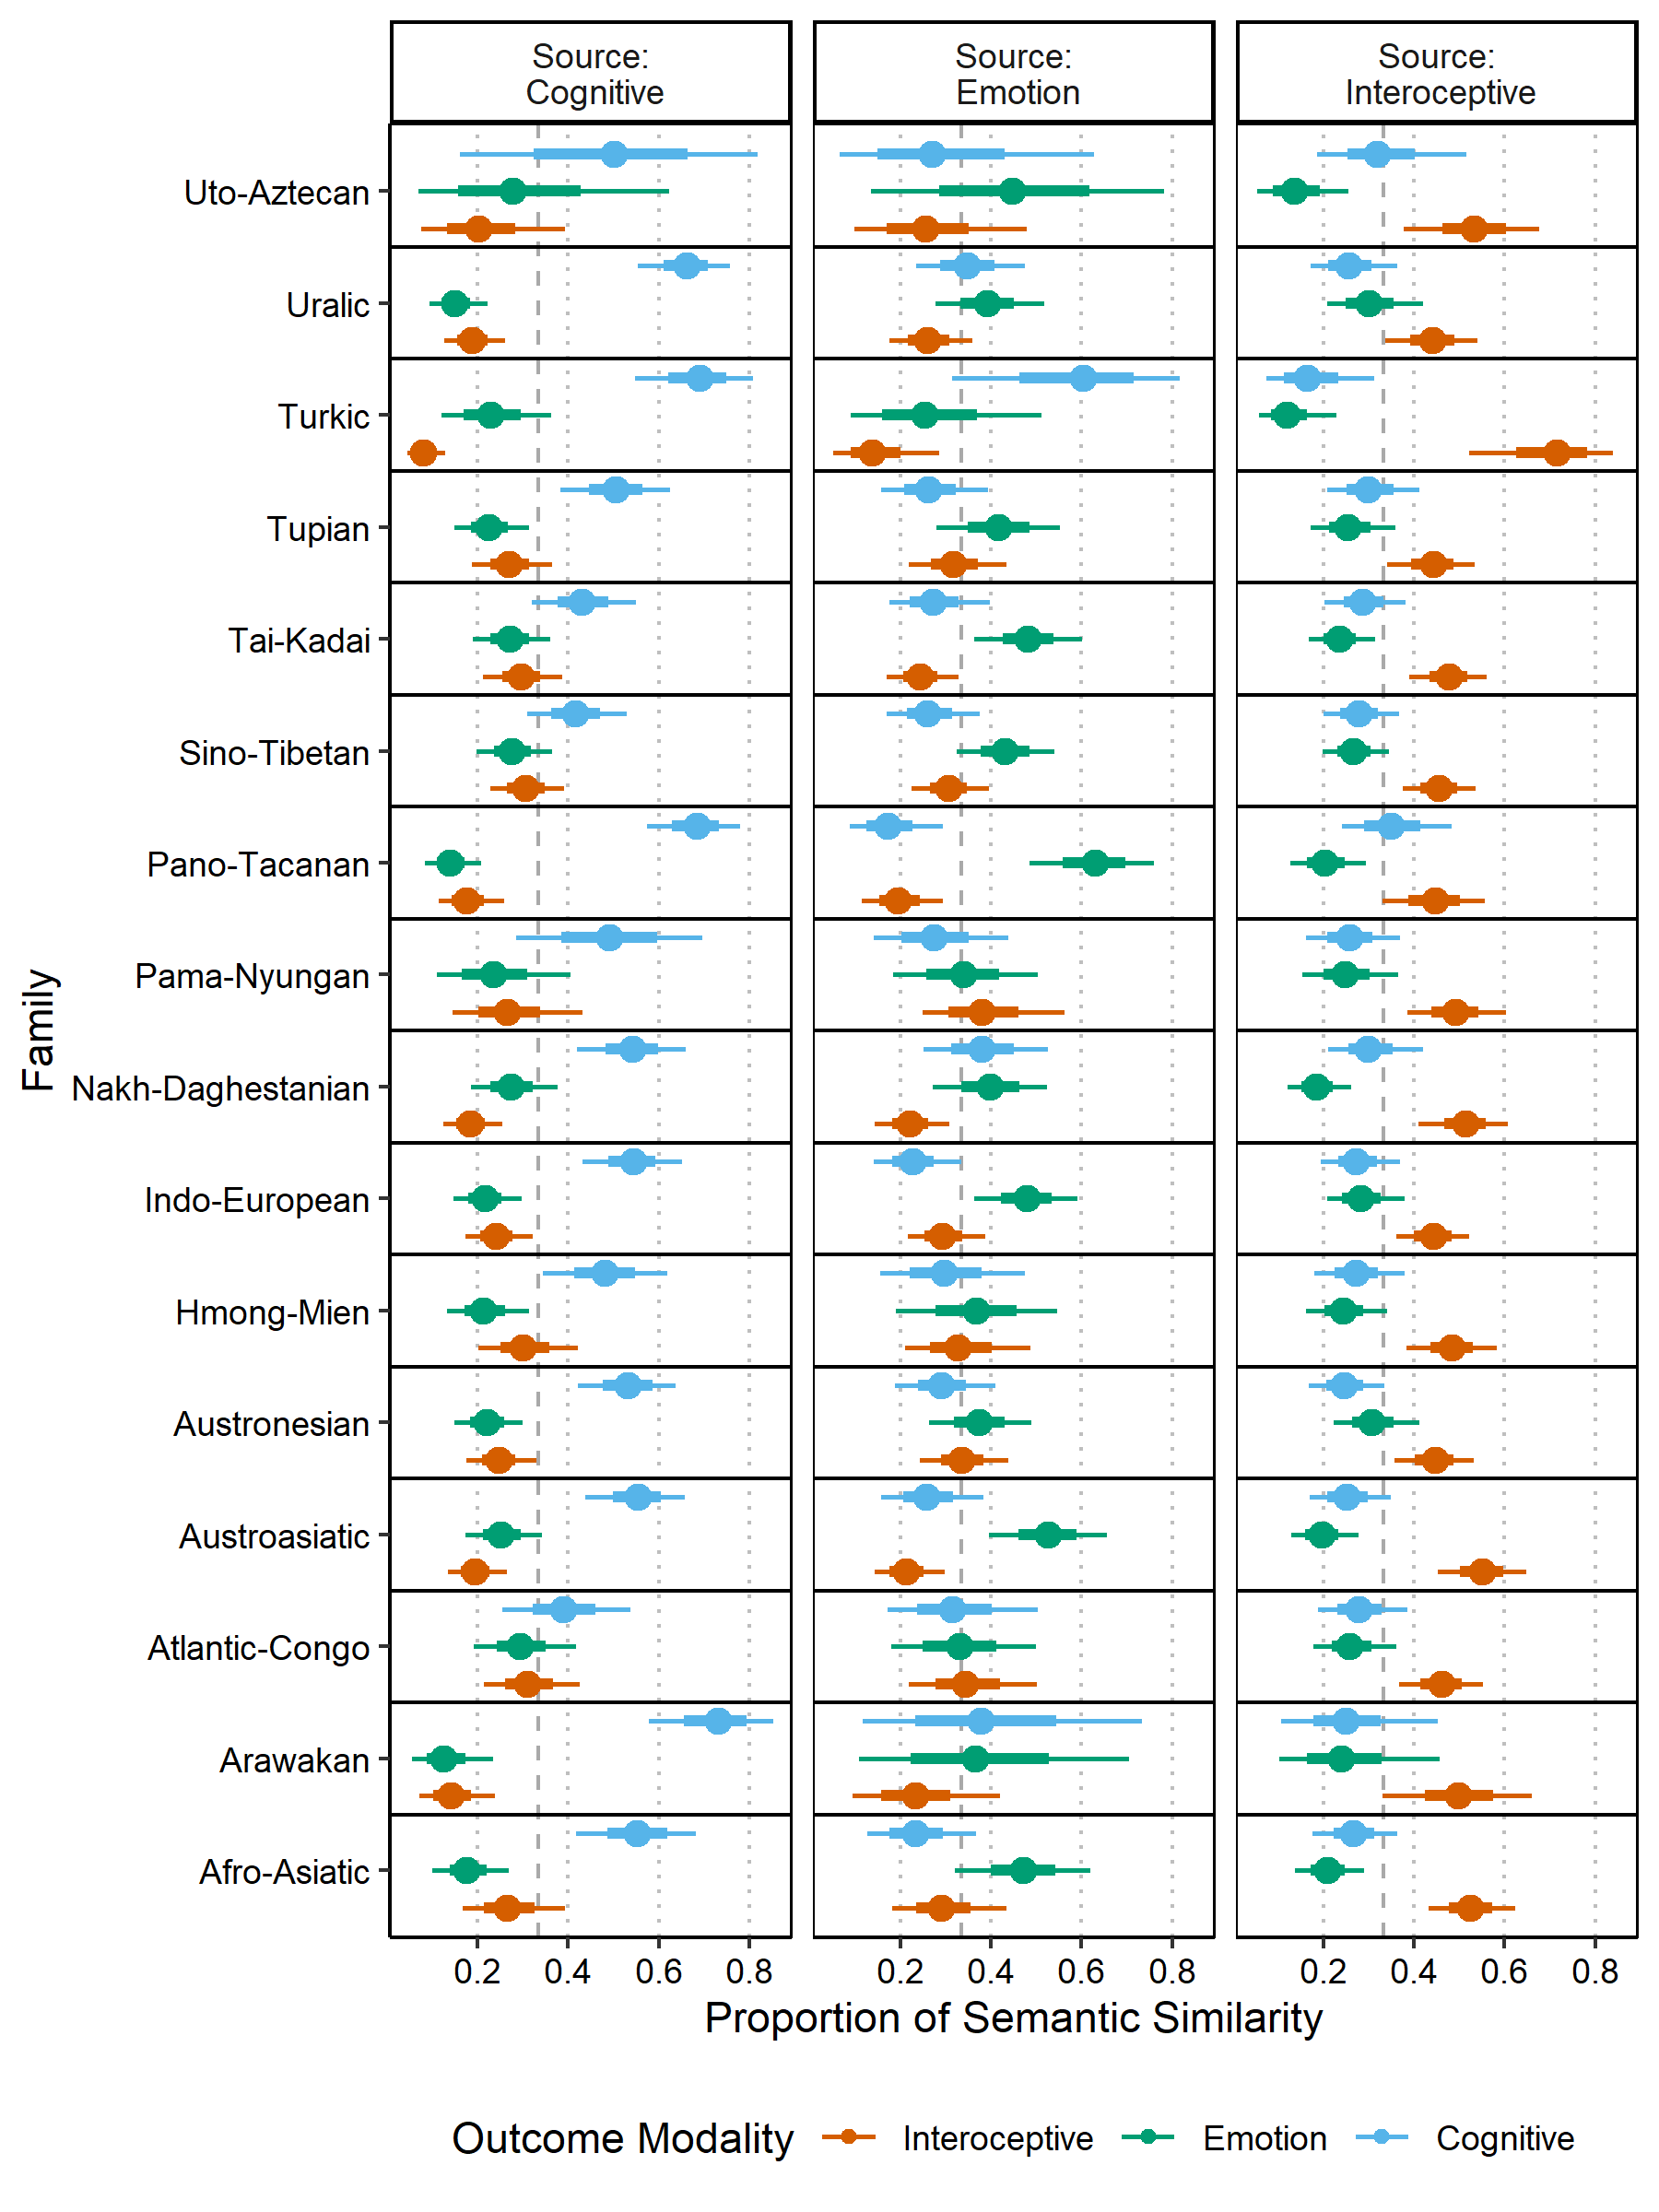 Source:
Cognitive
Source:
Emotion
Source:
Interoceptive
Family
Uto-Aztecan
Uralic
Turkic
Tupian
Tai-Kadai
Sino-Tibetan
Pano-Tacanan
Pama-Nyungan
Nakh-Daghestanian
Indo-European
Hmong-Mien
Austronesian
Austroasiatic
Atlantic-Congo
Arawakan
Afro-Asiatic
0.2 0.4 0.6 0.8 0.2 0.4 0.6 0.8 0.2 0.4 0.6 0.8
Proportion of Semantic Similarity
Outcome Modality Interoceptive Emotion Cognitive